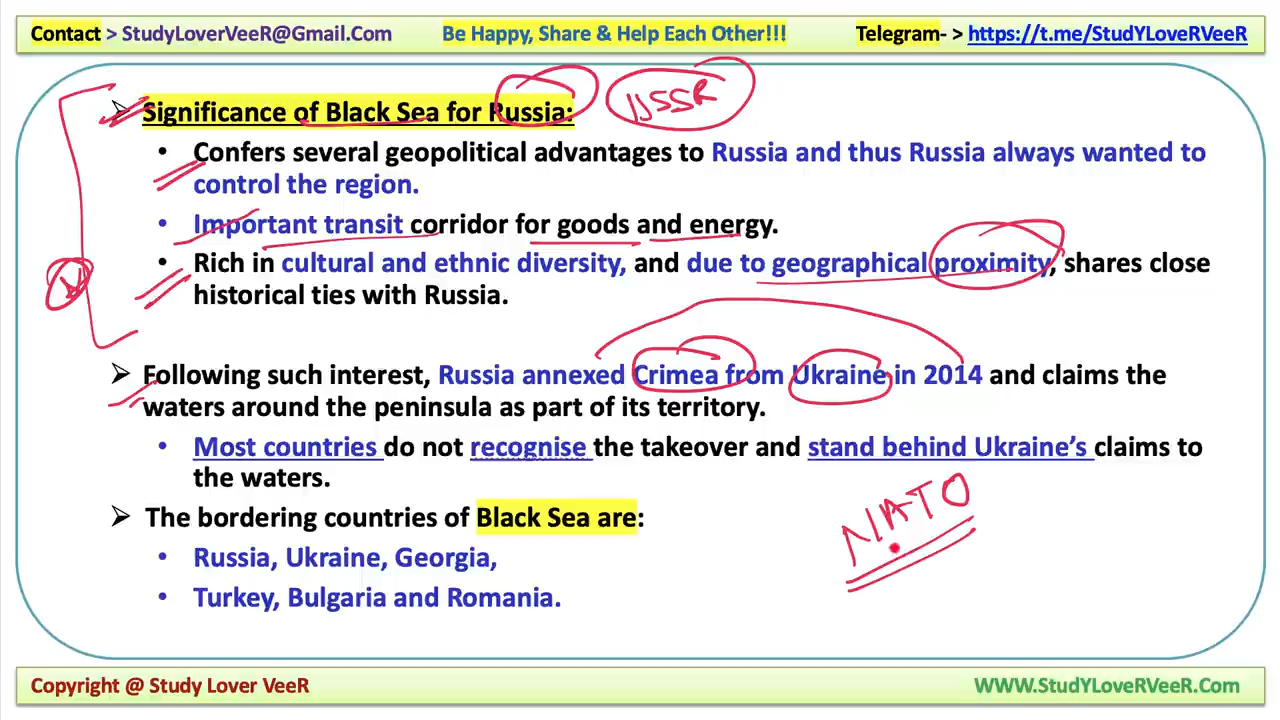 Contact > StudyLoverVeeR@Gmail.Com Be Happy, Share & Help Each Other!!! Telegram- > https://t.me/StudYLoveRVeeR
➢ Significance of Black Sea for Russia: USSR
• Confers several geopolitical advantages to Russia and thus Russia always wanted to
control the region.
• Important transit corridor for goods and energy.
• Rich in cultural and ethnic diversity, and due to geographical proximity, shares close
historical ties with Russia.
➢ Following such interest, Russia annexed Crimea from Ukraine in 2014 and claims the
waters around the peninsula as part of its territory.
• Most countries do not recognise the takeover and stand behind Ukraine’s claims to
the waters.
NATO
➢ The bordering countries of Black Sea are:
• Russia, Ukraine, Georgia,
• Turkey, Bulgaria and Romania.
Copyright @ Study Lover VeeR WWW.StudYLoveRVeeR.Com